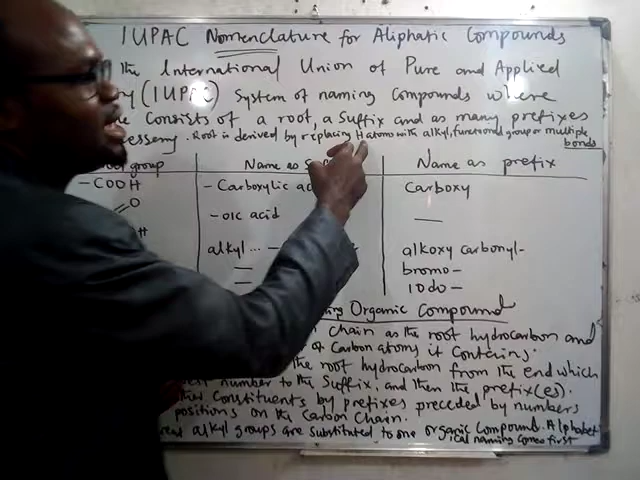 IUPAC Nomenclature for Aliphatic Compounds
the International Union of Pure and Applied
(IUPAC) System of naming Compounds where
Consists of a root, a Suffix and as many prefixes
necessary. Root is derived by replacing H atoms with alkyl, functional group or multiple
bonds
group Name as Name as prefix
-COOH - Carboxylic Carboxy
O
-oic acid —
H
alkyl ... - alkoxy carbonyl-
— bromo -
— iodo -
Organic Compound
Chain as the root hydrocarbon and
of Carbon atoms it Contains.
the root hydrocarbon from the end which
number to the Suffix, and then the prefix(es).
Constituents by prefixes preceded by numbers
positions on the Carbon Chain.
alkyl groups are substituted to one organic compound. Alphabet
ical naming comes first